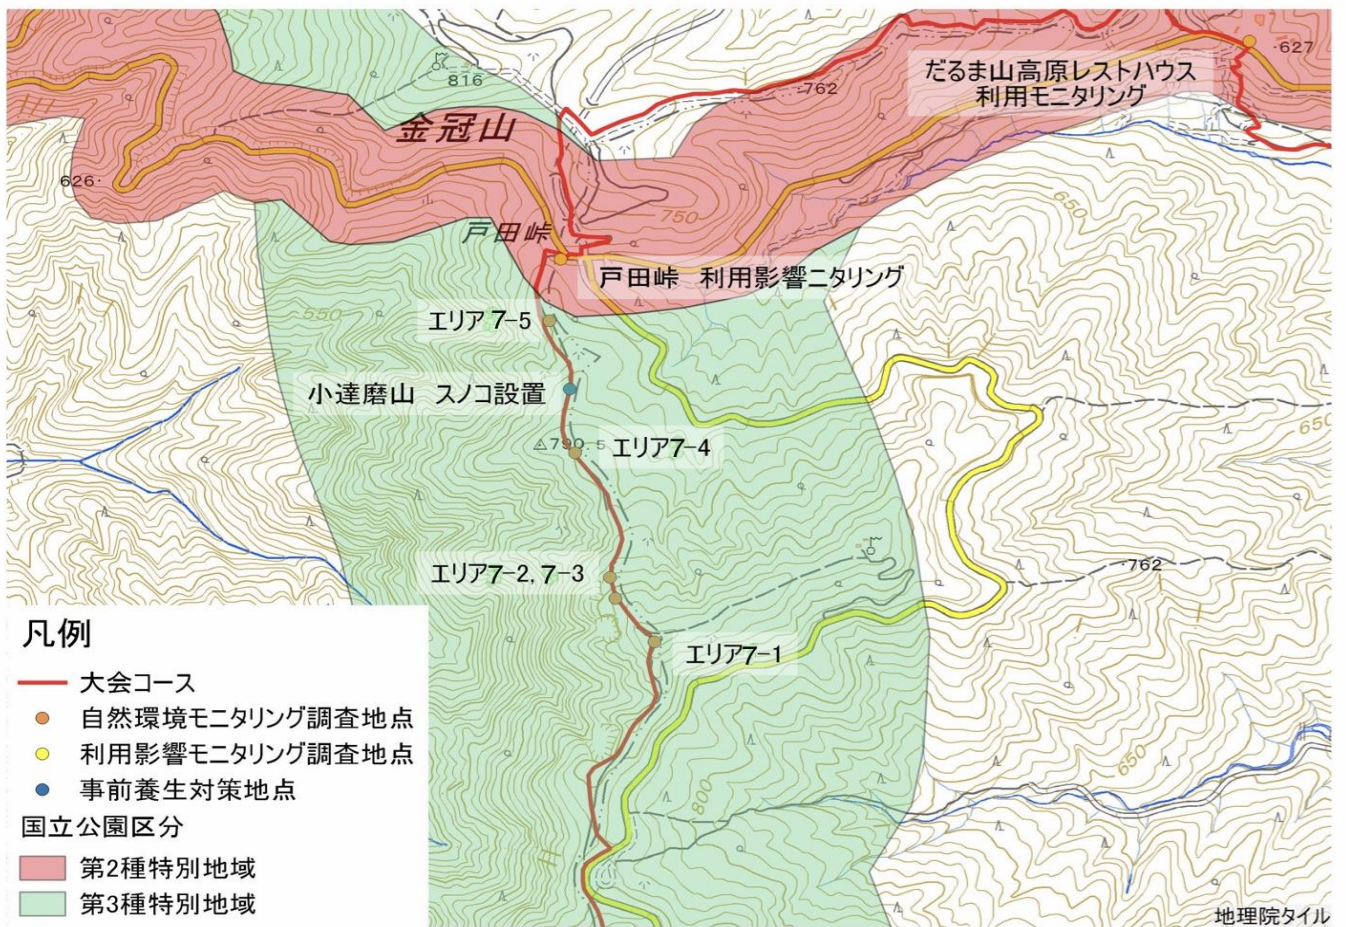 816
・762
だるま山高原レストハウス
利用モニタリング
・627
金冠山
626・
750
650
戸田峠
戸田峠 利用影響ニタリング
550
エリア7-5
小達磨山 スノコ設置
790.5
エリア7-4
650
エリア7-2, 7-3
・762
エリア7-1
650
800
凡例
大会コース
自然環境モニタリング調査地点
利用影響モニタリング調査地点
事前養生対策地点
国立公園区分
第2種特別地域
第3種特別地域
地理院タイル